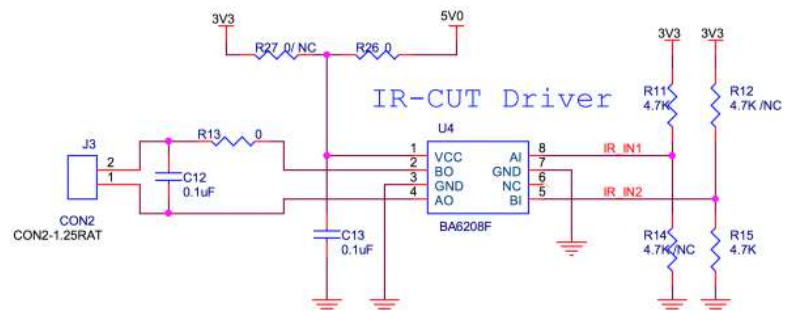 3V3
5V0
R27 0/ NC
R26 0
3V3
3V3
IR-CUT Driver
R11
4.7K
R12
4.7K /NC
J3
R13
0
U4
2
1
C12
0.1uF
1
2
3
4
VCC
BO
GND
AO
AI
GND
NC
BI
8
7
6
5
IR_IN1
IR_IN2
CON2
CON2-1.25RAT
C13
0.1uF
BA6208F
R14
4.7K /NC
R15
4.7K